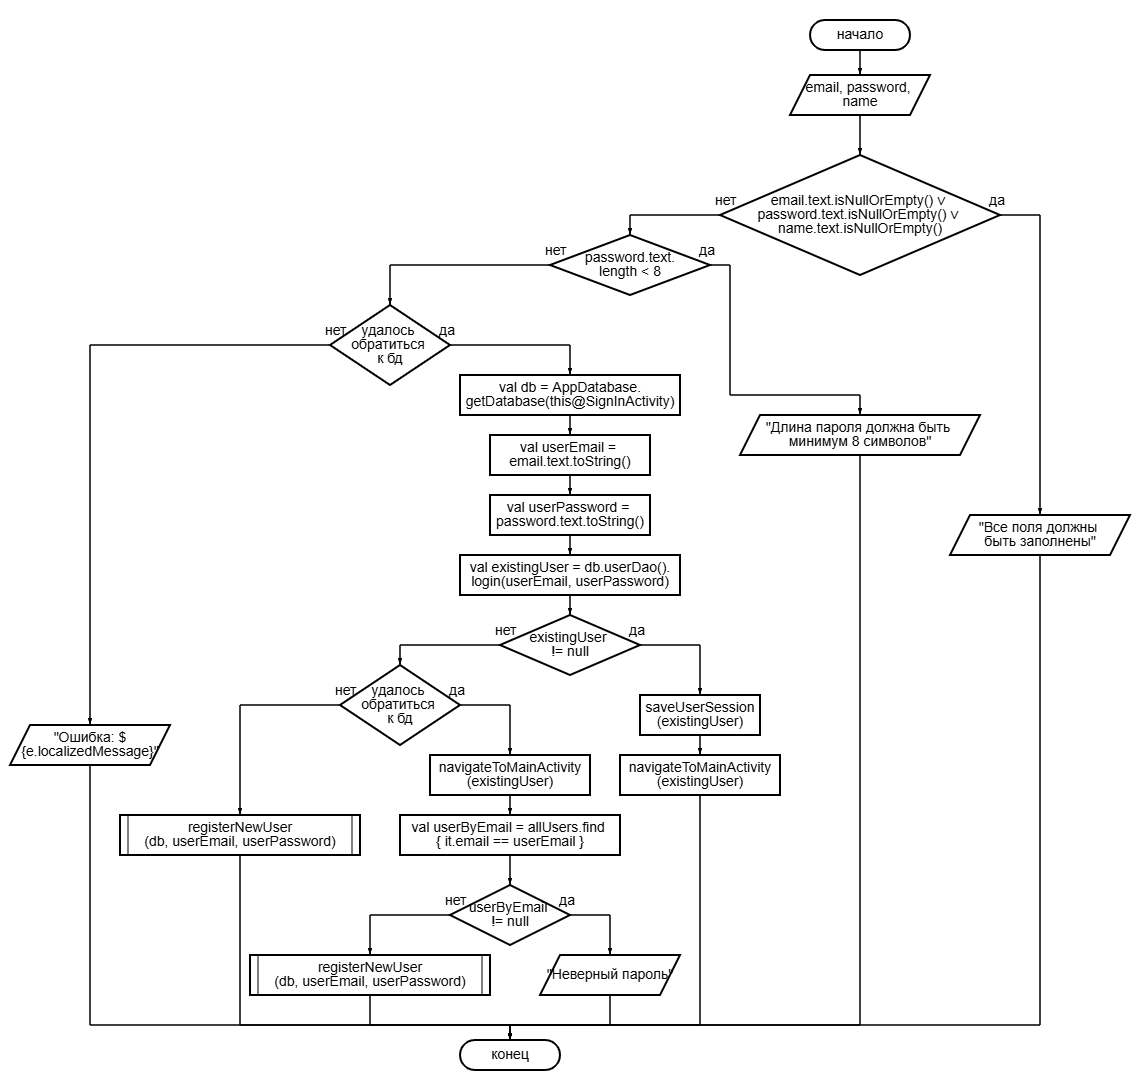 начало
email, password,
name
нет
да
email.text.isNullOrEmpty() ∨
password.text.isNullOrEmpty() ∨
name.text.isNullOrEmpty()
нет
да
password.text.
length < 8
нет
да
удалось
обратиться
к бд
val db = AppDatabase.
getDatabase(this@SignInActivity)
"Длина пароля должна быть
минимум 8 символов"
val userEmail =
email.text.toString()
val userPassword =
password.text.toString()
"Все поля должны
быть заполнены"
val existingUser = db.userDao().
login(userEmail, userPassword)
нет
да
existingUser
!= null
нет
да
удалось
обратиться
к бд
saveUserSession
(existingUser)
"Ошибка: $
{e.localizedMessage}"
navigateToMainActivity
(existingUser)
navigateToMainActivity
(existingUser)
registerNewUser
(db, userEmail, userPassword)
val userByEmail = allUsers.find
{ it.email == userEmail }
нет
да
userByEmail
!= null
registerNewUser
(db, userEmail, userPassword)
"Неверный пароль"
конец